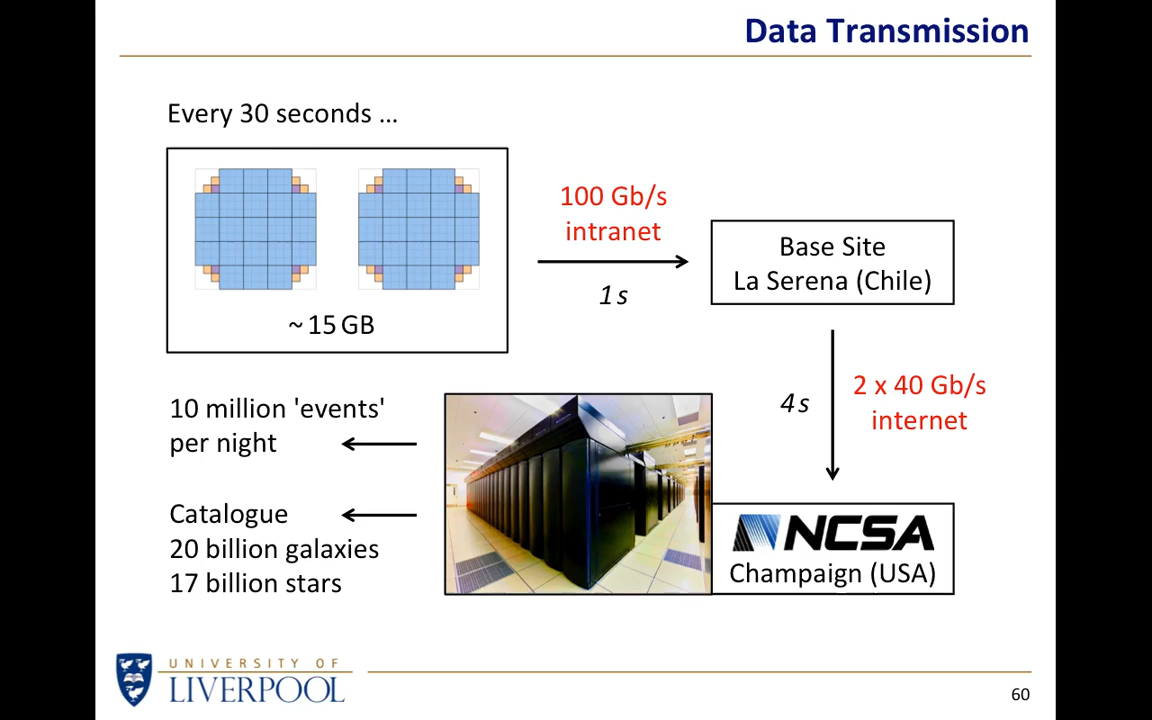 Data Transmission
Every 30 seconds ...
~ 15 GB
100 Gb/s
intranet
1 s
Base Site
La Serena (Chile)
4 s
2 x 40 Gb/s
internet
10 million 'events'
per night
Catalogue
20 billion galaxies
17 billion stars
NCSA
Champaign (USA)
UNIVERSITY OF
LIVERPOOL
60